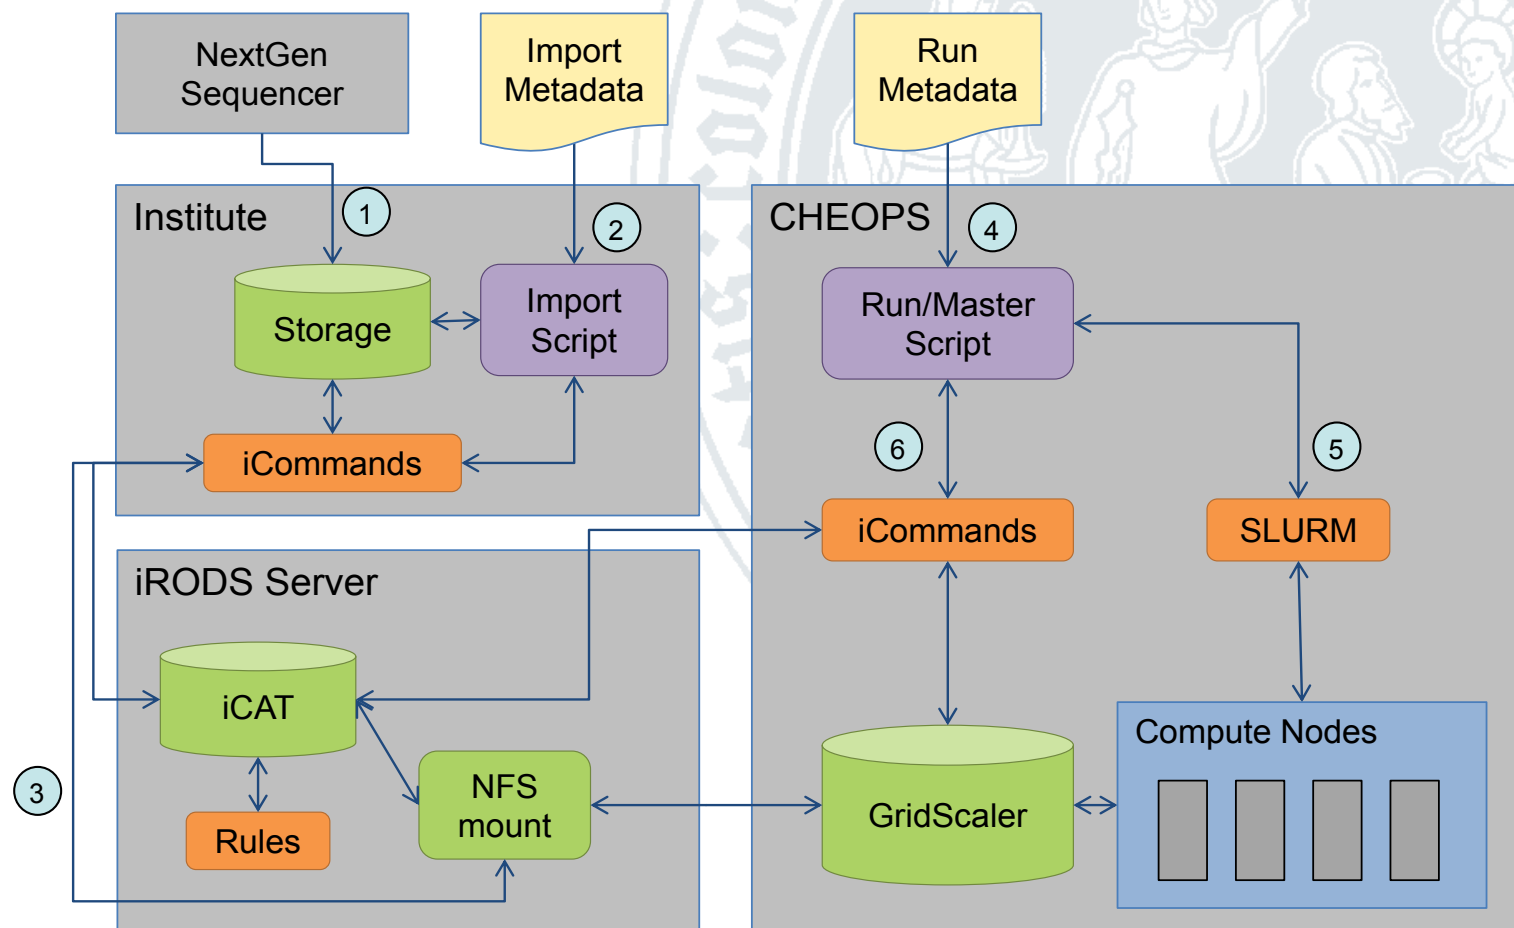 NextGen
Sequencer
Import
Metadata
Run
Metadata
Institute
1
2
Storage
Import
Script
iCommands
CHEOPS
4
Run/Master
Script
6
5
iCommands
SLURM
iRODS Server
iCAT
3
Rules
NFS
mount
GridScaler
Compute Nodes